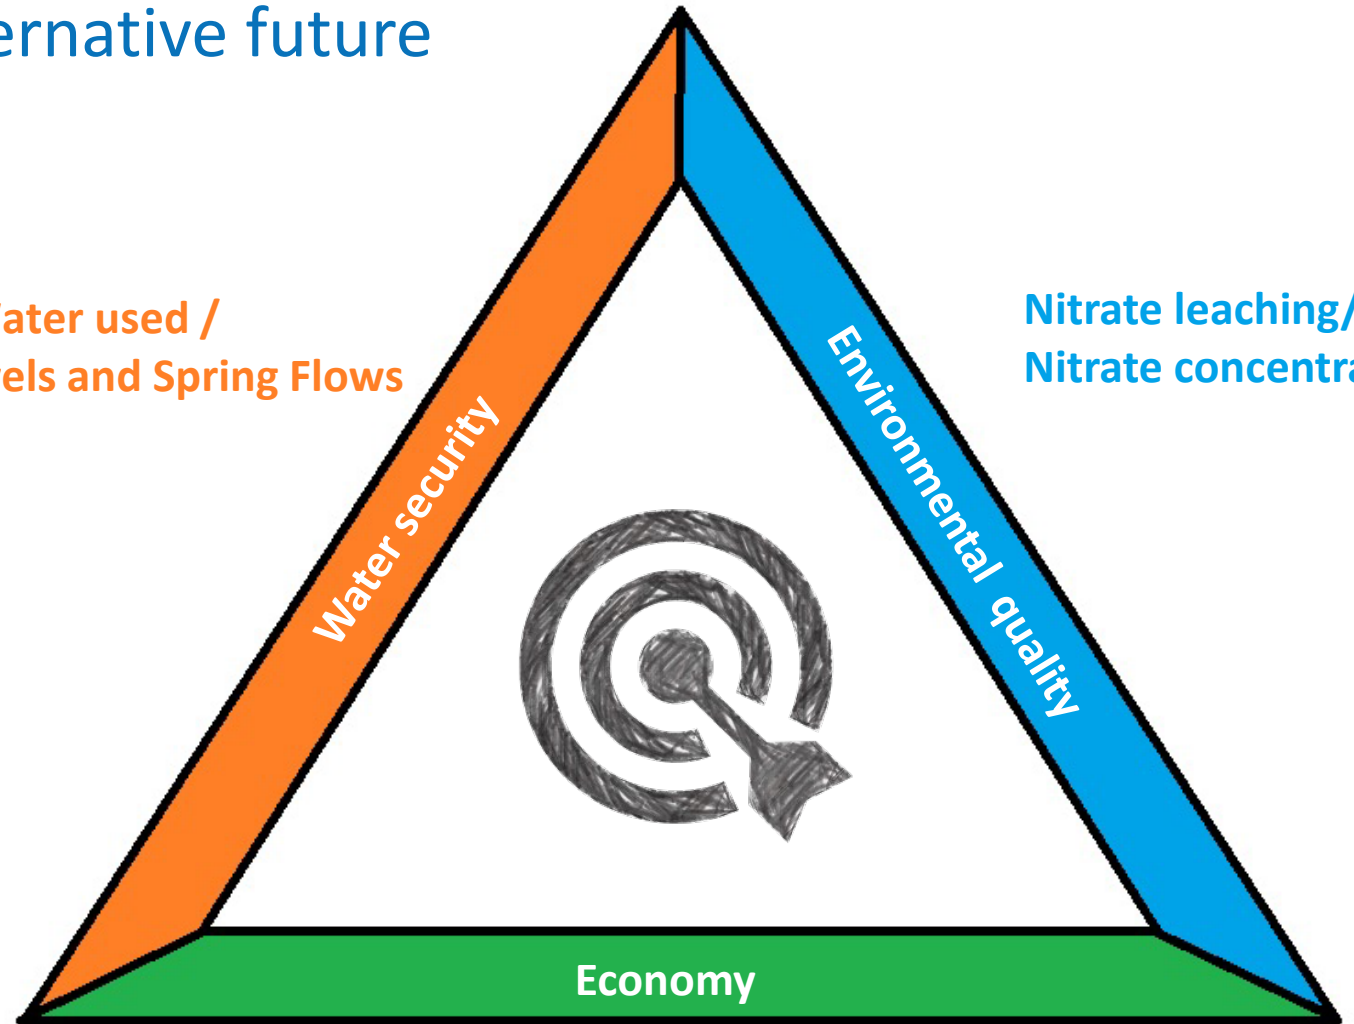 ernative future
ater used /
els and Spring Flows
Nitrate leaching/
Nitrate concentra
Water security
Environmental quality
Economy